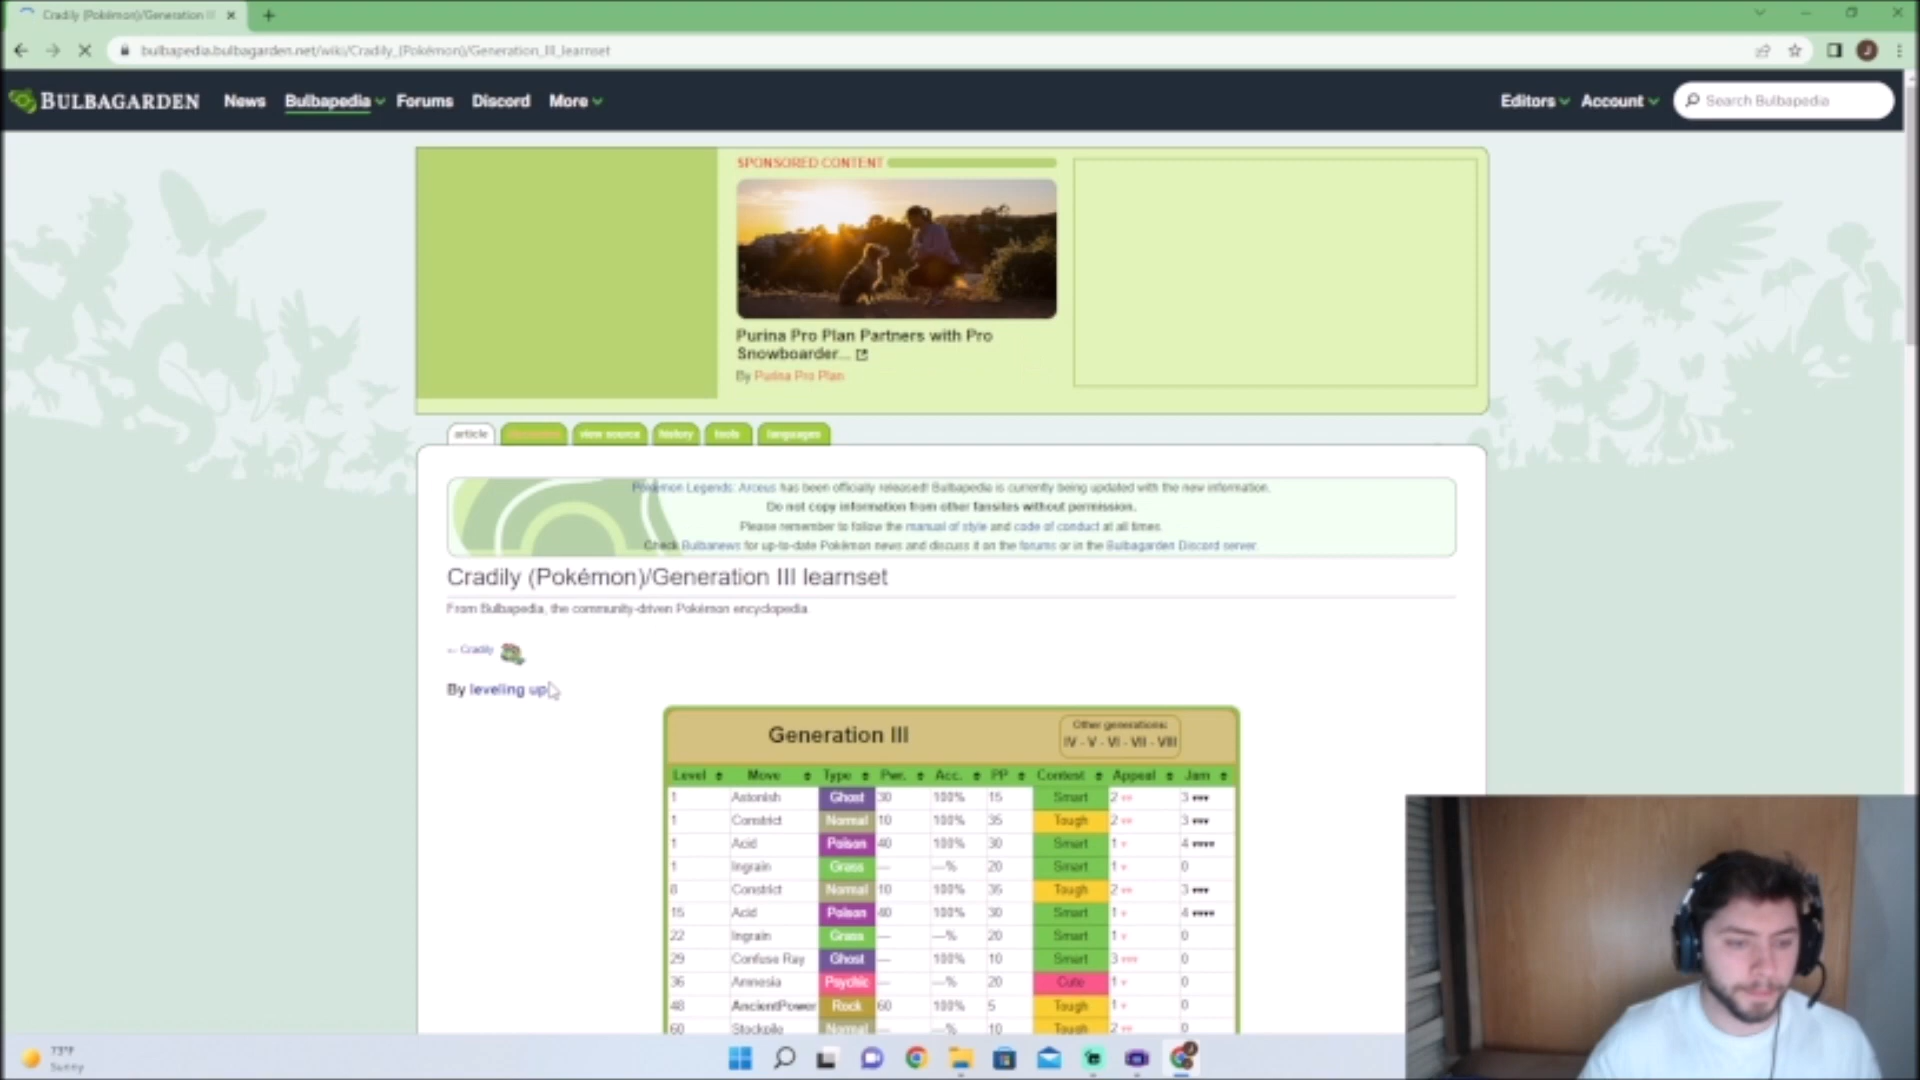 Cradily (Pokémon)/Generation II
bulbapedia.bulbagarden.net/wiki/Cradily_(Pokémon)/Generation_III_learnset
J
BULBAGARDEN News Bulbapedia Forums Discord More Editors Account Search Bulbapedia
SPONSORED CONTENT
Purina Pro Plan Partners with Pro
Snowboarder...
By Purina Pro Plan
article view source history tools languages
Pokémon Legends: Arceus has been officially released! Bulbapedia is currently being updated with the new information.
Do not copy information from other fansites without permission.
Please remember to follow the manual of style and code of conduct at all times.
Check Bulbanews for up-to-date Pokémon news and discuss it on the forums or in the Bulbagarden Discord server.
Cradily (Pokémon)/Generation III learnset
From Bulbapedia, the community-driven Pokémon encyclopedia
← Cradily
By leveling up
Generation III
Other generations:
IV - V - VI - VII - VIII
Level Move Type Pwr. Acc. PP Contest Appeal Jam
1 Astonish Ghost 30 100% 15 Smart 2 3
1 Constrict Normal 10 100% 35 Tough 2 3
1 Acid Poison 40 100% 30 Smart 1 4
1 Ingrain Grass — —% 20 Smart 1 0
8 Constrict Normal 10 100% 35 Tough 2 3
15 Acid Poison 40 100% 30 Smart 1 4
22 Ingrain Grass — —% 20 Smart 1 0
29 Confuse Ray Ghost — 100% 10 Smart 3 0
36 Amnesia Psychic — —% 20 Cute 1 0
48 AncientPower Rock 60 100% 5 Tough 1 0
60 Stockpile Normal — —% 10 Tough 2 0
73°F
Sunny